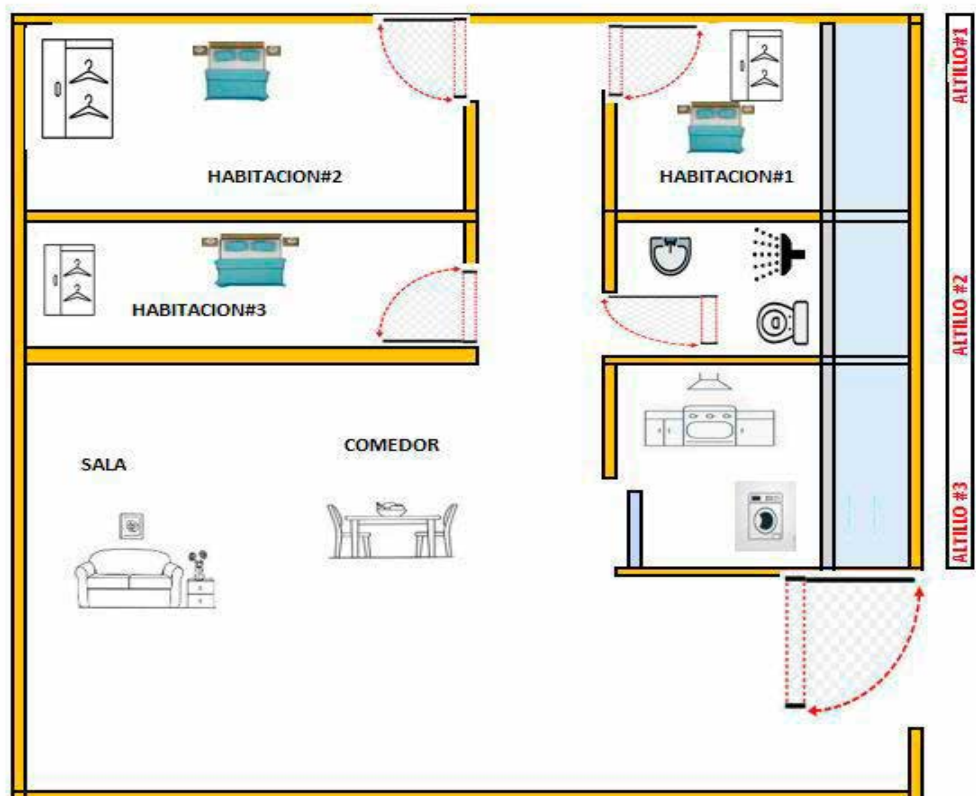 ALTILLO#1
HABITACION#2
HABITACION#1
HABITACION#3
ALTILLO #2
COMEDOR
SALA
ALTILLO #3